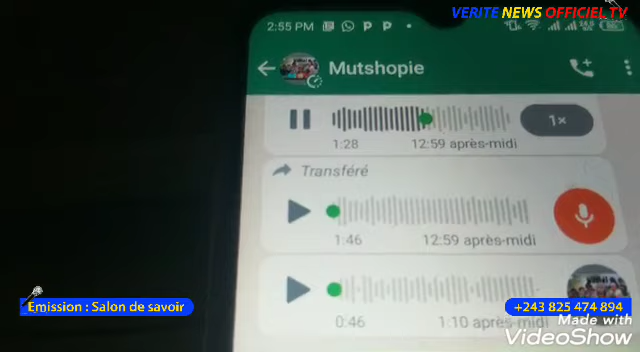 VERITE NEWS OFFICIEL TV
2:55 PM
Mutshopie
1:28 12:59 après-midi
1×
Transféré
1:46 12:59 après-midi
0:46 1:10 après-midi
Emission : Salon de savoir
+243 825 474 894
Made with
VideoShow